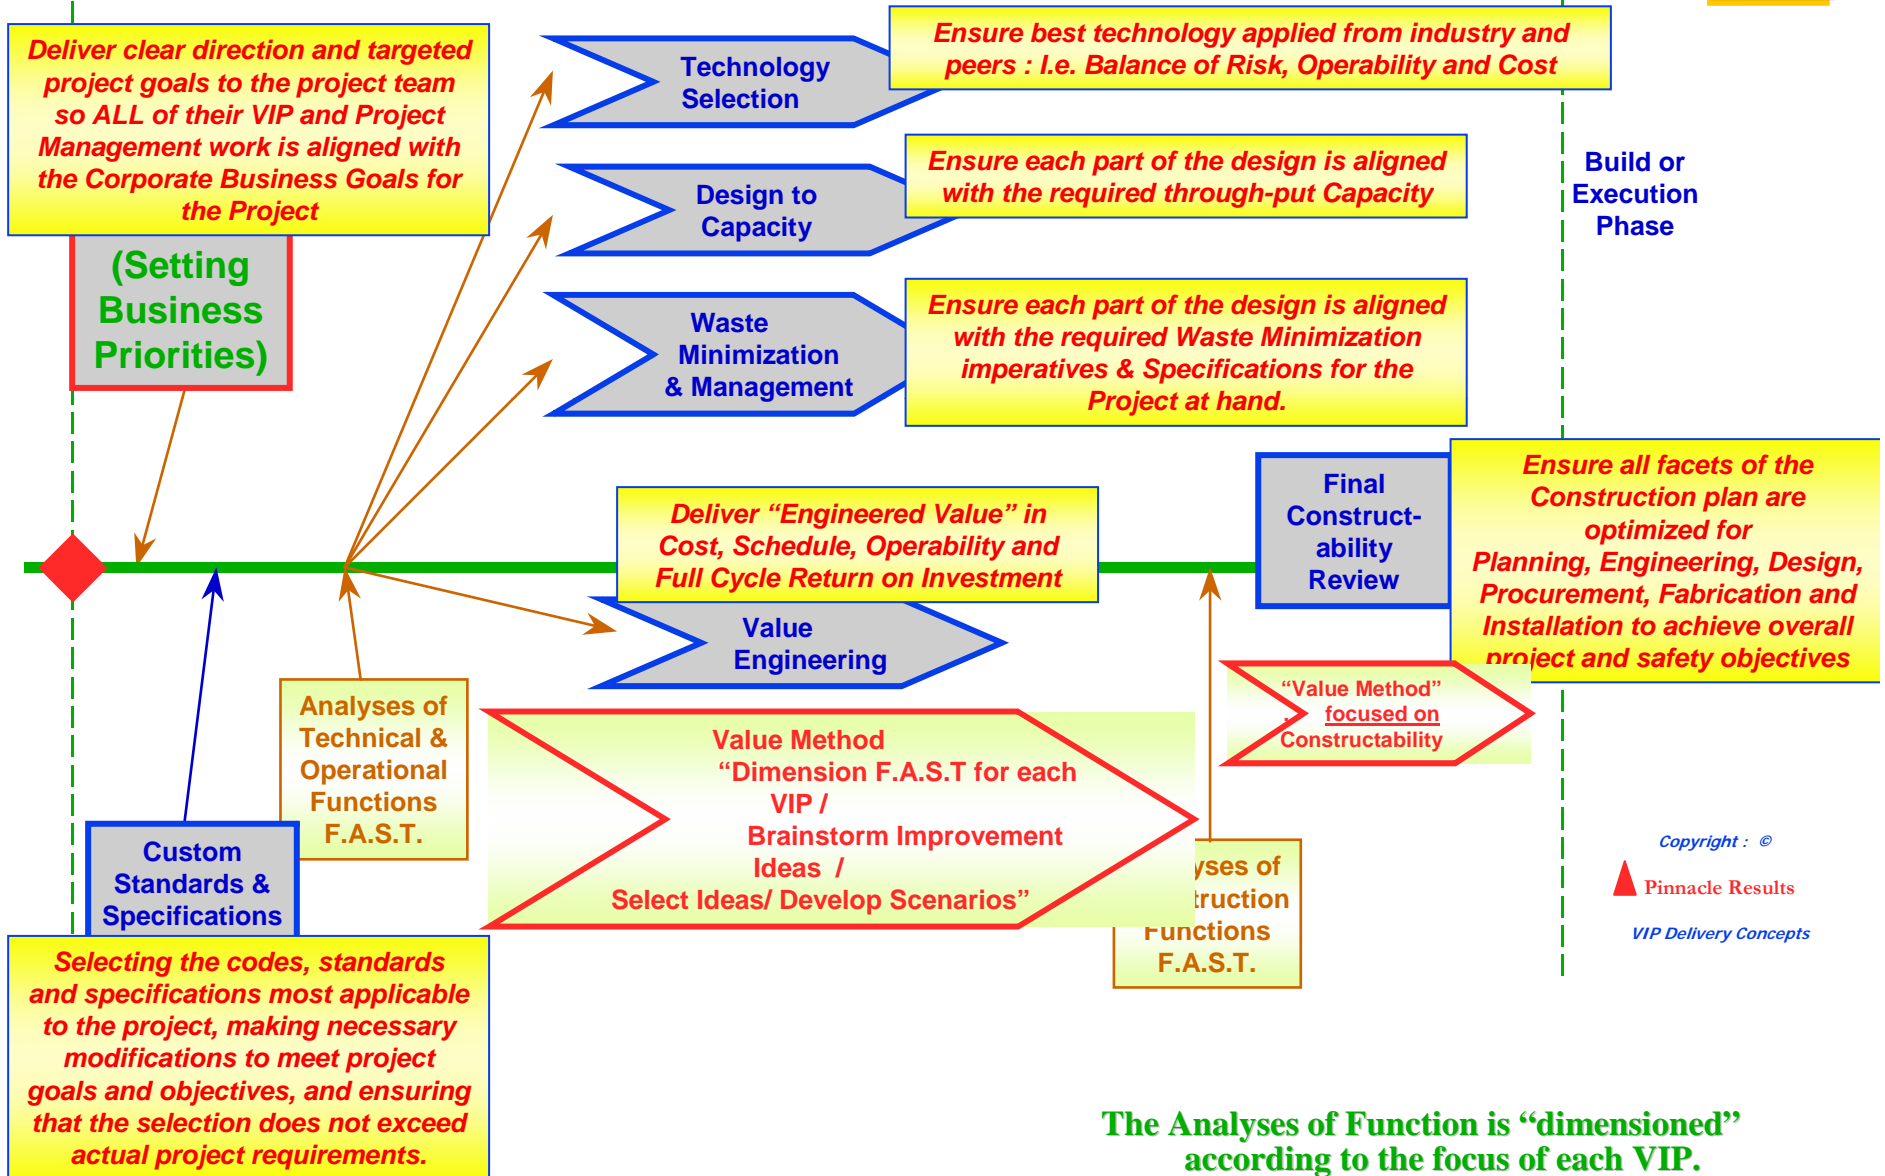 Deliver clear direction and targeted
project goals to the project team
so ALL of their VIP and Project
Management work is aligned with
the Corporate Business Goals for
the Project
(Setting
Business
Priorities)
Technology
Selection
Ensure best technology applied from industry and
peers : I.e. Balance of Risk, Operability and Cost
Design to
Capacity
Ensure each part of the design is aligned
with the required through-put Capacity
Build or
Execution
Phase
Waste
Minimization
& Management
Ensure each part of the design is aligned
with the required Waste Minimization
imperatives & Specifications for the
Project at hand.
Deliver “Engineered Value” in
Cost, Schedule, Operability and
Full Cycle Return on Investment
Value
Engineering
Final
Construct-
ability
Review
Ensure all facets of the
Construction plan are
optimized for
Planning, Engineering, Design,
Procurement, Fabrication and
Installation to achieve overall
project and safety objectives
“Value Method”
. focused on
Constructability
Analyses of
Technical &
Operational
Functions
F.A.S.T.
Value Method
“Dimension F.A.S.T for each
VIP /
Brainstorm Improvement
Ideas /
Select Ideas/ Develop Scenarios”
yses of
truction
Functions
F.A.S.T.
Custom
Standards &
Specifications
Selecting the codes, standards
and specifications most applicable
to the project, making necessary
modifications to meet project
goals and objectives, and ensuring
that the selection does not exceed
actual project requirements.
Copyright : ©
Pinnacle Results
VIP Delivery Concepts
The Analyses of Function is “dimensioned”
according to the focus of each VIP.